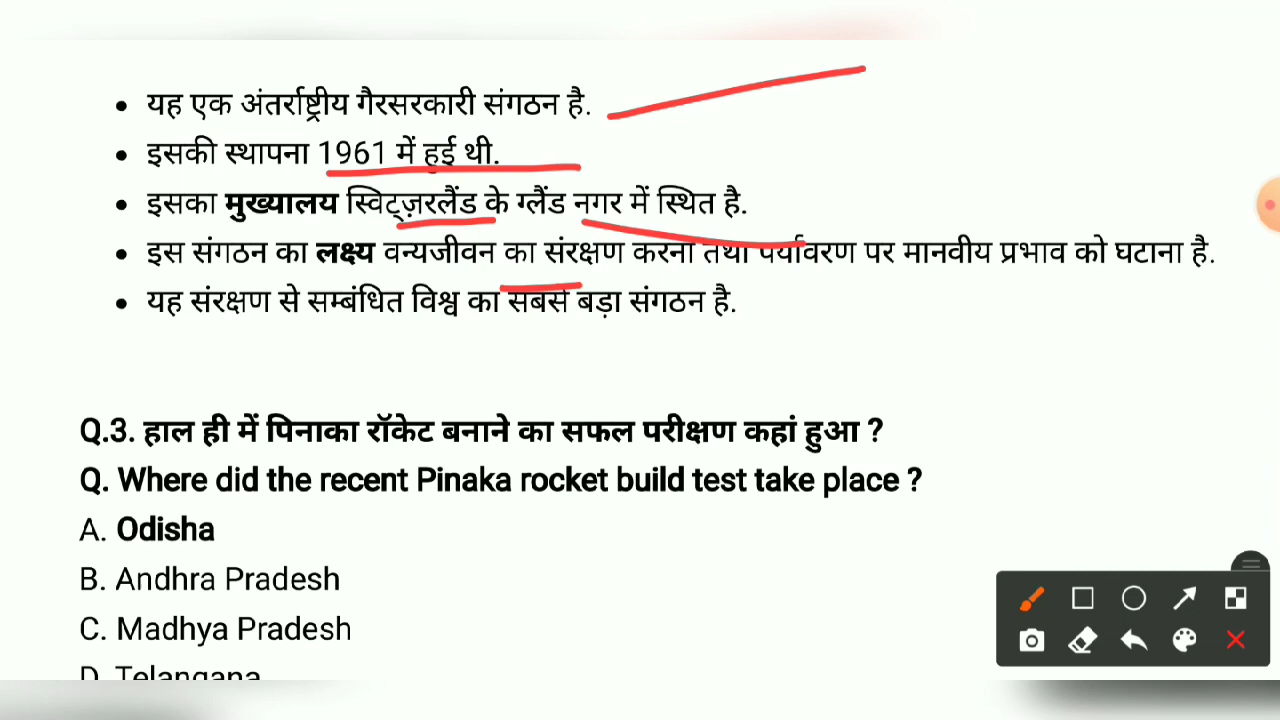 • यह एक अंतर्राष्ट्रीय गैरसरकारी संगठन है.
• इसकी स्थापना 1961 में हुई थी.
• इसका मुख्यालय स्विट्ज़रलैंड के ग्लैंड नगर में स्थित है.
• इस संगठन का लक्ष्य वन्यजीवन का संरक्षण करना तथा पर्यावरण पर मानवीय प्रभाव को घटाना है.
• यह संरक्षण से सम्बंधित विश्व का सबसे बड़ा संगठन है.
Q.3. हाल ही में पिनाका रॉकेट बनाने का सफल परीक्षण कहां हुआ ?
Q. Where did the recent Pinaka rocket build test take place ?
A. Odisha
B. Andhra Pradesh
C. Madhya Pradesh
D. Telangana